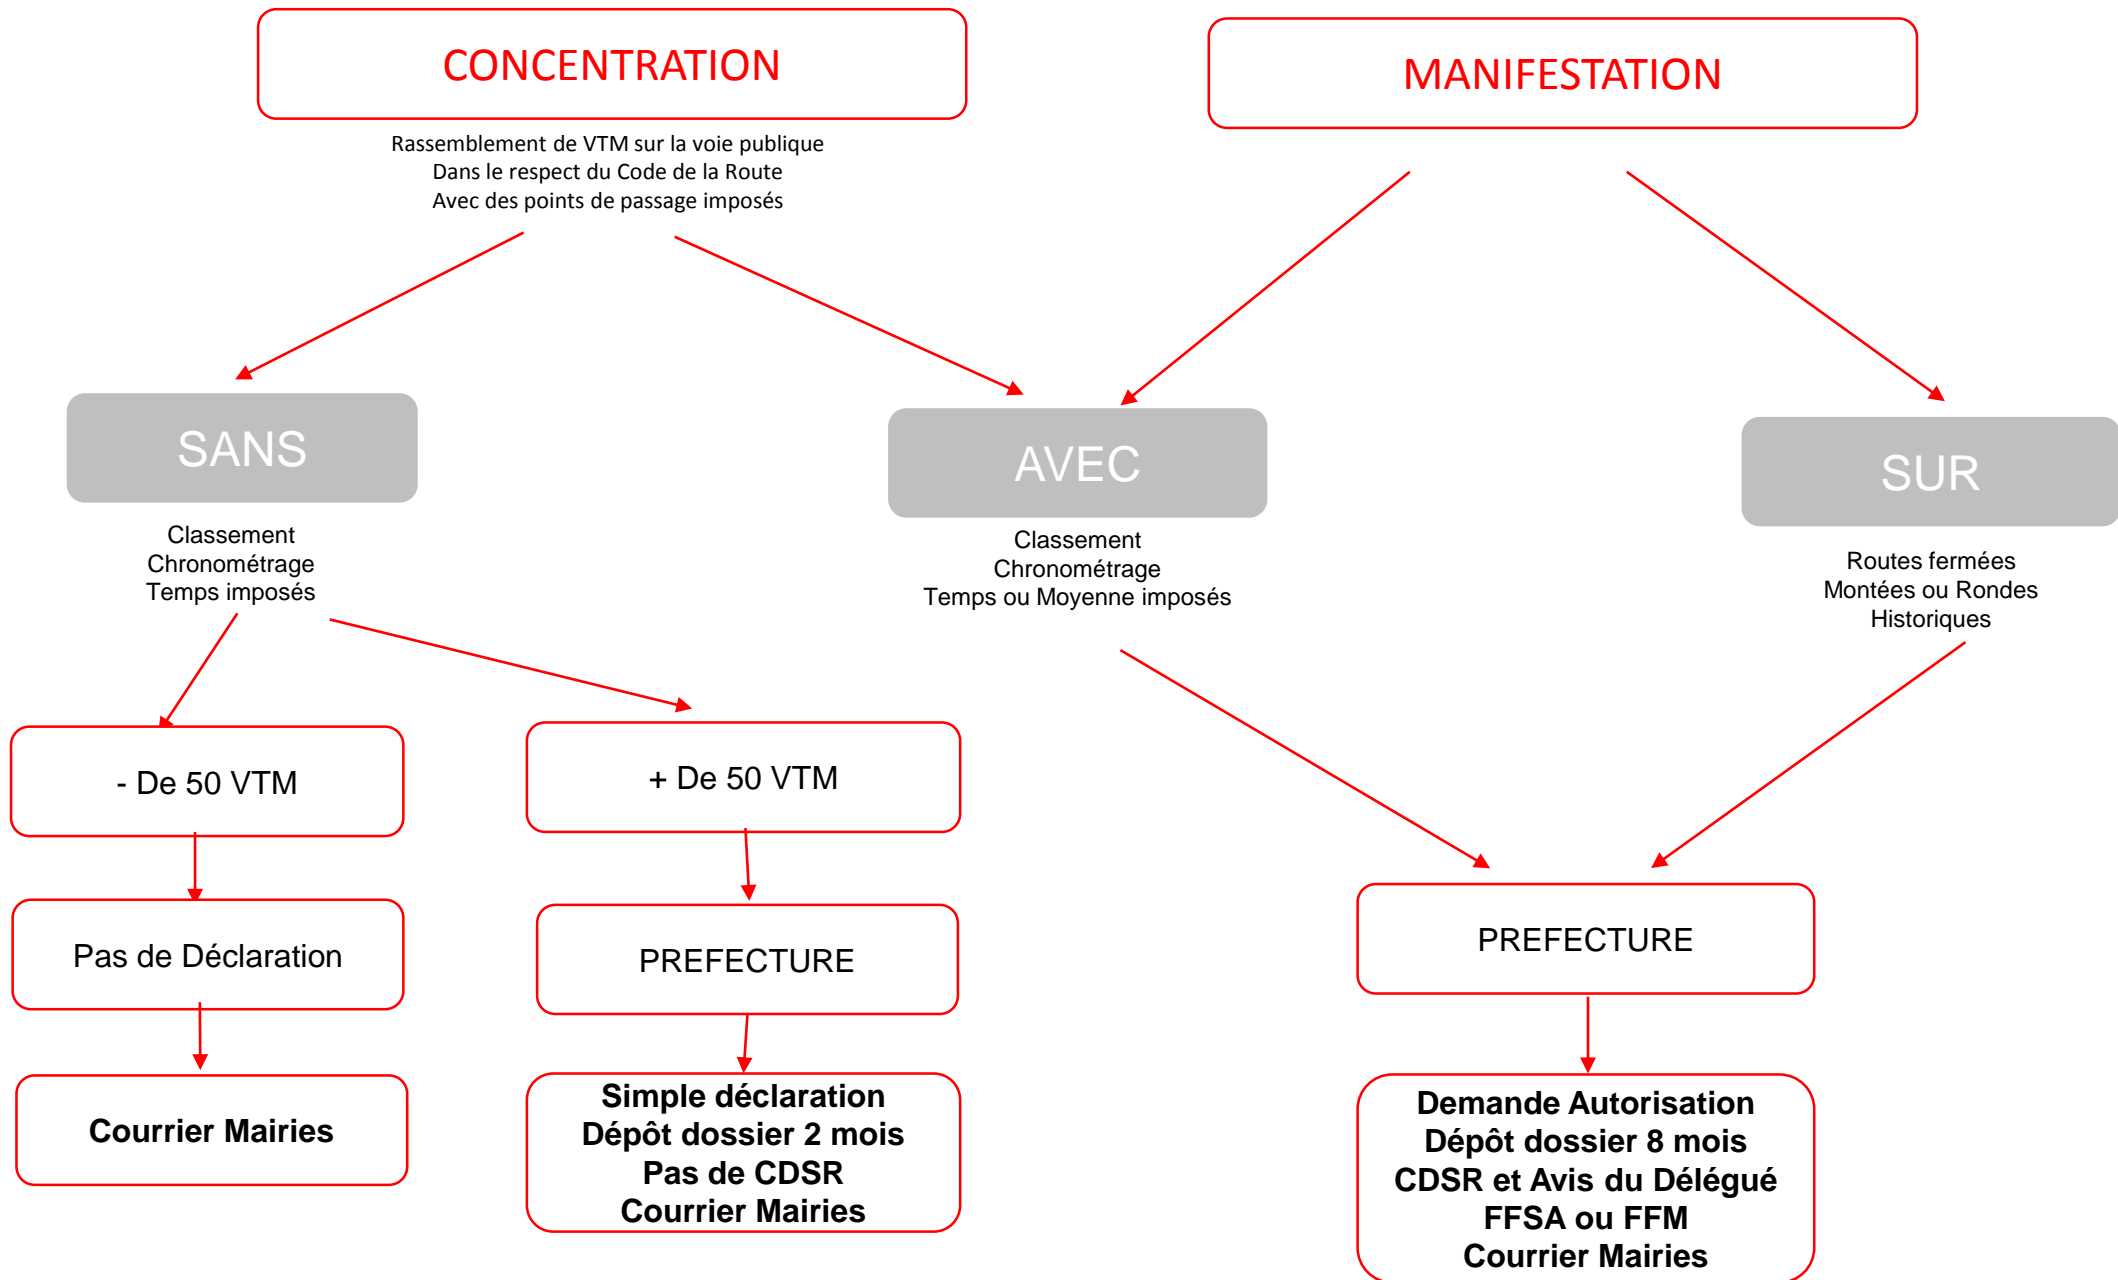 CONCENTRATION
MANIFESTATION
Rassemblement de VTM sur la voie publique
Dans le respect du Code de la Route
Avec des points de passage imposés
SANS
AVEC
SUR
Classement
Chronométrage
Temps imposés
Classement
Chronométrage
Temps ou Moyenne imposés
Routes fermées
Montées ou Rondes
Historiques
- De 50 VTM
+ De 50 VTM
Pas de Déclaration
PREFECTURE
PREFECTURE
Courrier Mairies
Simple déclaration
Dépôt dossier 2 mois
Pas de CDSR
Courrier Mairies
Demande Autorisation
Dépôt dossier 8 mois
CDSR et Avis du Délégué
FFSA ou FFM
Courrier Mairies